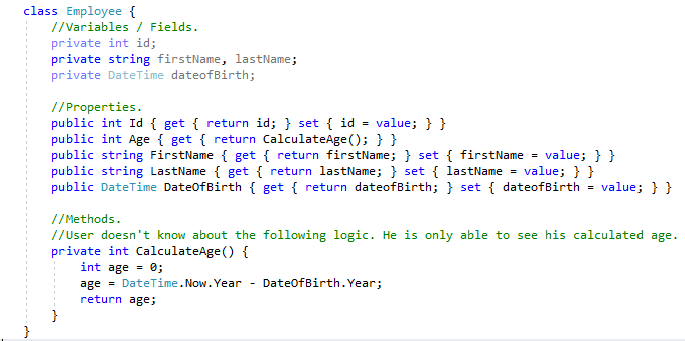 class Employee {
//Variables / Fields.
private int id;
private string firstName, lastName;
private DateTime dateofBirth;
//Properties.
public int Id { get { return id; } set { id = value; } }
public int Age { get { return CalculateAge(); } }
public string FirstName { get { return firstName; } set { firstName = value; } }
public string LastName { get { return lastName; } set { lastName = value; } }
public DateTime DateOfBirth { get { return dateofBirth; } set { dateofBirth = value; } }
//Methods.
//User doesn't know about the following logic. He is only able to see his calculated age.
private int CalculateAge() {
int age = 0;
age = DateTime.Now.Year - DateOfBirth.Year;
return age;
}
}